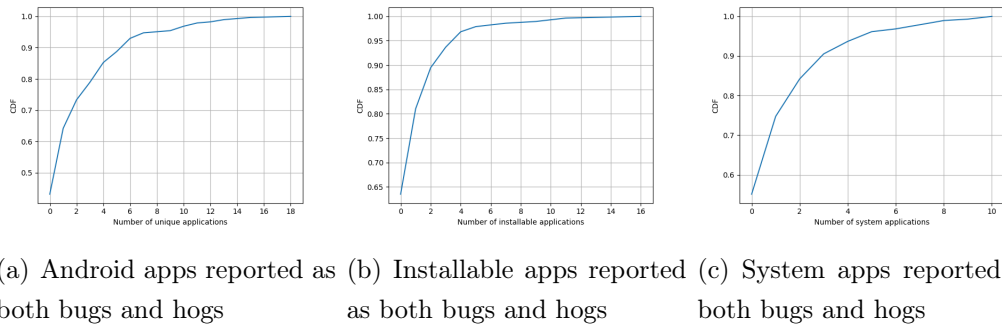 1.0
0.9
0.8
0.7
0.6
0.5
CDF
0 2 4 6 8 10 12 14 16 18
Number of unique applications
1.00
0.95
0.90
0.85
0.80
0.75
0.70
0.65
CDF
0 2 4 6 8 10 12 14 16
Number of installable applications
1.0
0.9
0.8
0.7
0.6
CDF
0 2 4 6 8 10
Number of system applications
(a) Android apps reported as
both bugs and hogs
(b) Installable apps reported
as both bugs and hogs
(c) System apps reported
both bugs and hogs